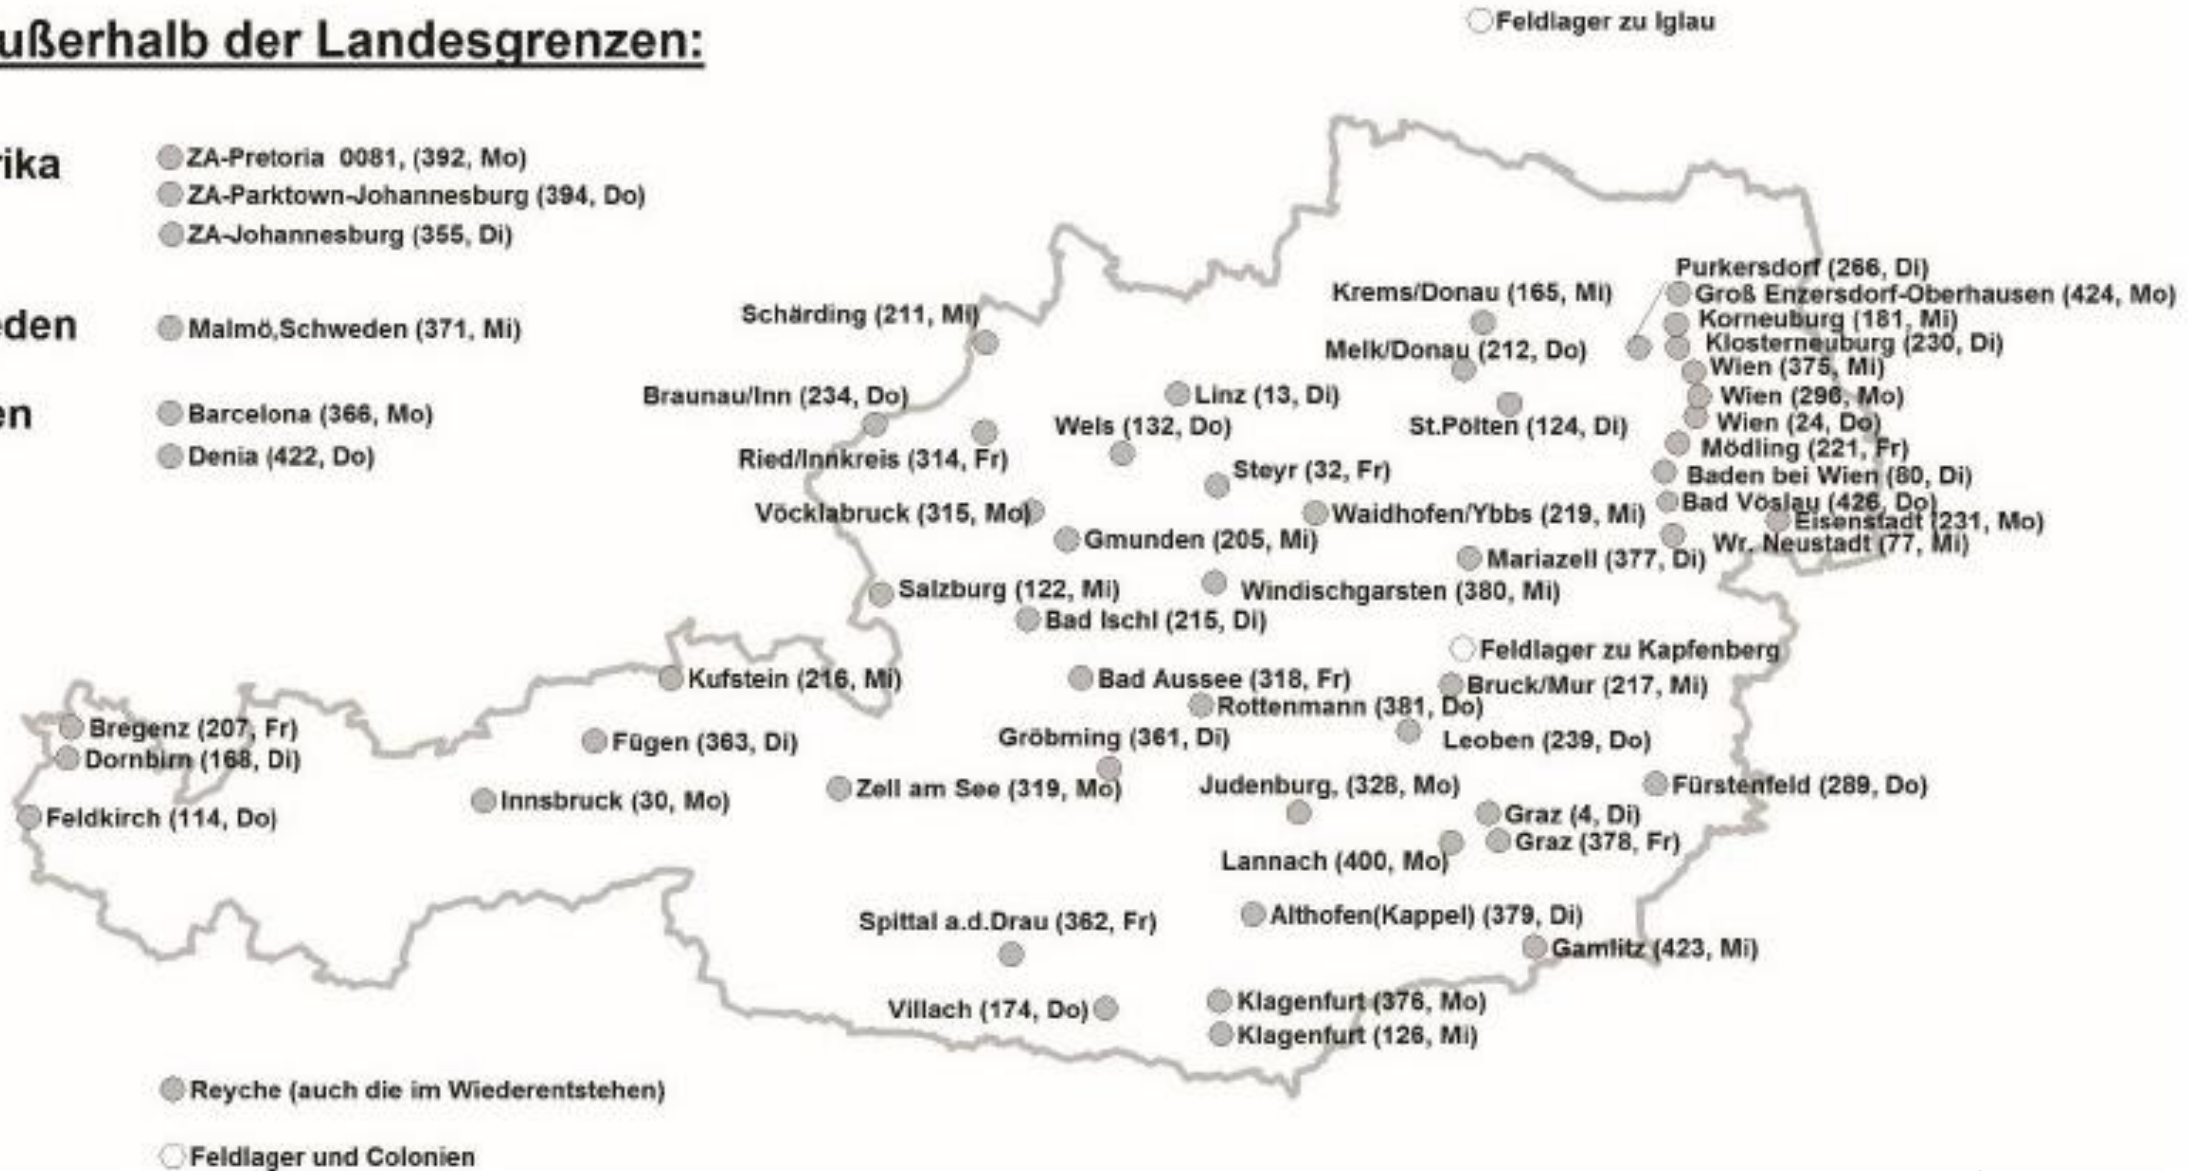 ußerhalb der Landesgrenzen:
Feldlager zu Iglau
rika
ZA-Pretoria 0081, (392, Mo)
ZA-Parktown-Johannesburg (394, Do)
ZA-Johannesburg (355, Di)
eden
Malmö,Schweden (371, Mi)
en
Barcelona (366, Mo)
Denia (422, Do)
Purkersdorf (266, Di)
Krems/Donau (165, Mi)
Groß Enzersdorf-Oberhausen (424, Mo)
Schärding (211, Mi)
Korneuburg (181, Mi)
Klosterneuburg (230, Di)
Melk/Donau (212, Do)
Wien (375, Mi)
Braunau/Inn (234, Do)
Linz (13, Di)
Wien (296, Mo)
Wels (132, Do)
St.Pölten (124, Di)
Wien (24, Do)
Mödling (221, Fr)
Ried/Innkreis (314, Fr)
Steyr (32, Fr)
Baden bei Wien (80, Di)
Bad Vöslau (426, Do)
Vöcklabruck (315, Mo)
Waidhofen/Ybbs (219, Mi)
Eisenstadt (231, Mo)
Gmunden (205, Mi)
Wr. Neustadt (77, Mi)
Mariazell (377, Di)
Salzburg (122, Mi)
Windischgarsten (380, Mi)
Bad Ischl (215, Di)
Feldlager zu Kapfenberg
Kufstein (216, Mi)
Bad Aussee (318, Fr)
Bruck/Mur (217, Mi)
Rottenmann (381, Do)
Bregenz (207, Fr)
Fügen (363, Di)
Gröbming (361, Di)
Leoben (239, Do)
Dornbirn (168, Di)
Zell am See (319, Mo)
Judenburg, (328, Mo)
Fürstenfeld (289, Do)
Innsbruck (30, Mo)
Feldkirch (114, Do)
Graz (4, Di)
Graz (378, Fr)
Lannach (400, Mo)
Spittal a.d.Drau (362, Fr)
Althofen(Kappel) (379, Di)
Gamlitz (423, Mi)
Villach (174, Do)
Klagenfurt (376, Mo)
Klagenfurt (126, Mi)
Reyche (auch die im Wiederentstehen)
Feldlager und Colonien